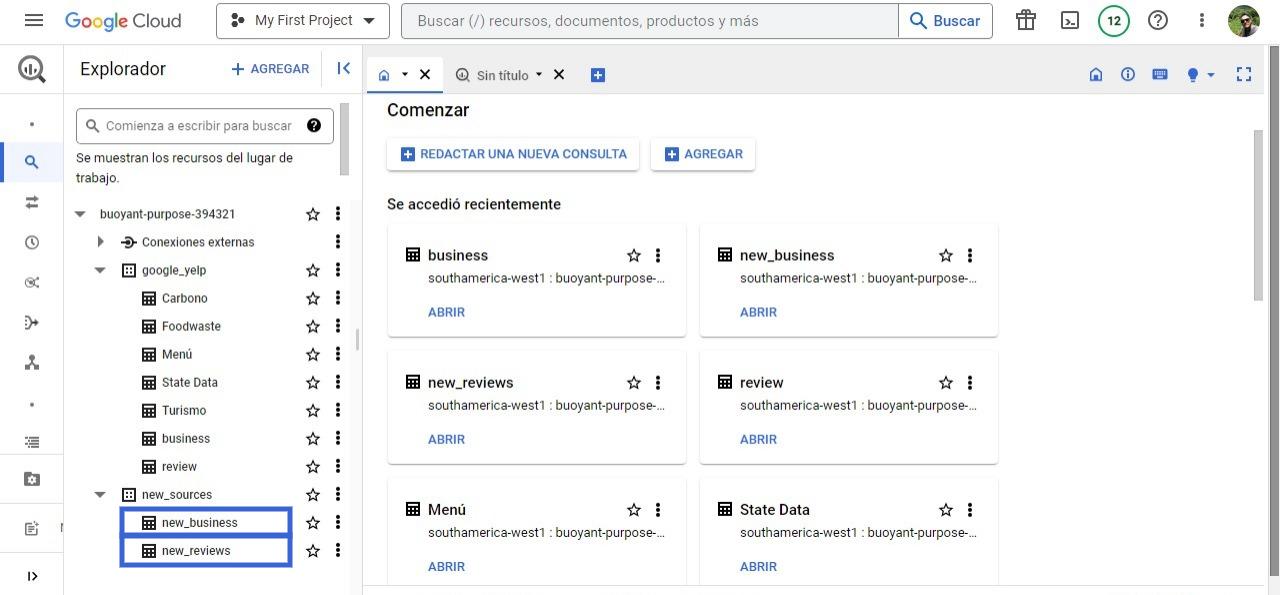 Google Cloud
My First Project
Buscar (/) recursos, documentos, productos y más
Buscar
12
Explorador
AGREGAR
Sin título
Comienza a escribir para buscar
Se muestran los recursos del lugar de
trabajo.
buoyant-purpose-394321
Conexiones externas
google_yelp
Carbono
Foodwaste
Menú
State Data
Turismo
business
review
new_sources
new_business
new_reviews
Comenzar
REDACTAR UNA NUEVA CONSULTA
AGREGAR
Se accedió recientemente
business
southamerica-west1 : buoyant-purpose-...
ABRIR
new_business
southamerica-west1 : buoyant-purpose-...
ABRIR
new_reviews
southamerica-west1 : buoyant-purpose-...
ABRIR
review
southamerica-west1 : buoyant-purpose-...
ABRIR
Menú
southamerica-west1 : buoyant-purpose-...
ABRIR
State Data
southamerica-west1 : buoyant-purpose-...
ABRIR